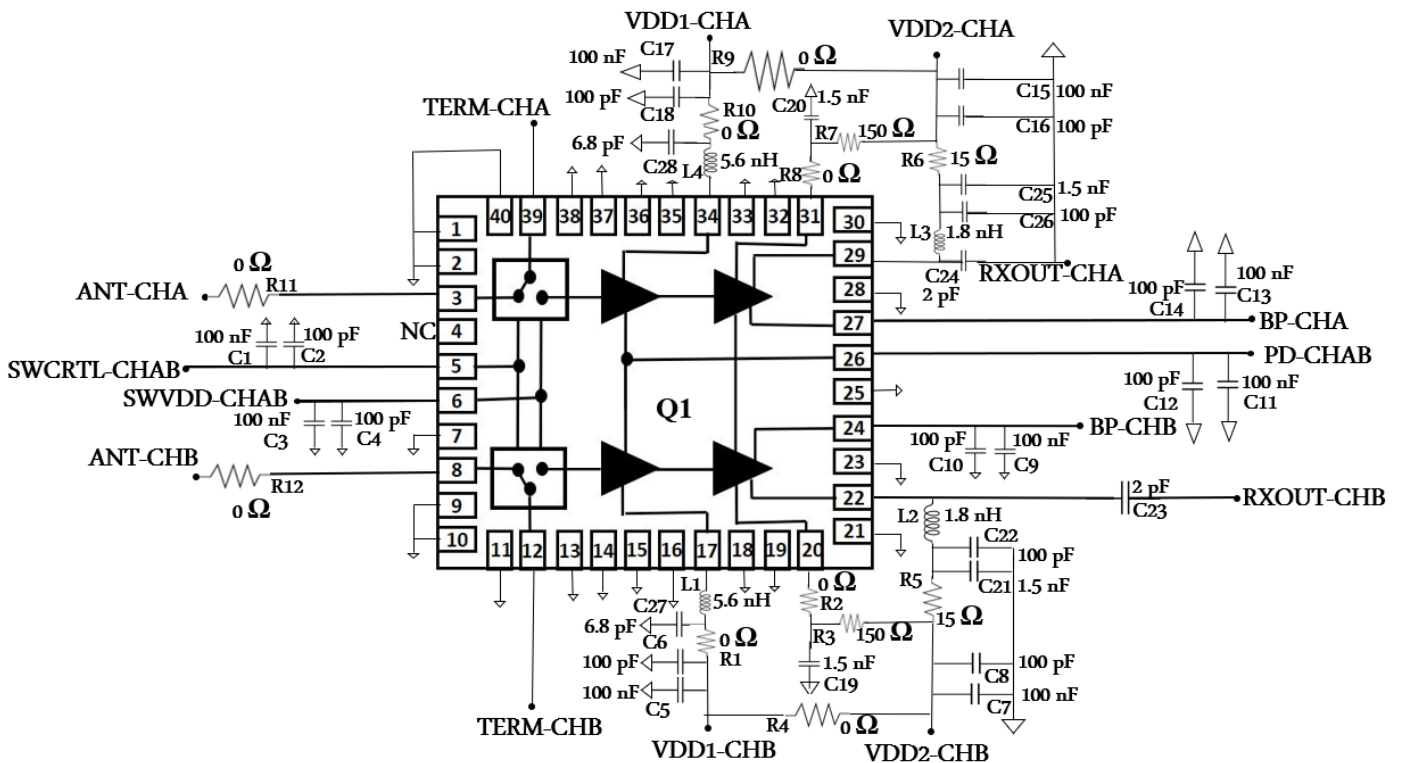 VDD1-CHA
VDD2-CHA
C17
100 nF
R9
0 Ω
100 pF
C18
C20
1.5 nF
C15
100 nF
TERM-CHA
R10
0 Ω
R7
150 Ω
C16
100 pF
6.8 pF
C28
5.6 nH
L4
R8
0 Ω
R6
15 Ω
C25
1.5 nF
C26
100 pF
L3
1.8 nH
40
39
38
37
36
35
34
33
32
31
1
30
2
29
C24
2 pF
RXOUT-CHA
0 Ω
ANT-CHA
R11
3
28
100 pF
C14
100 nF
C13
NC
4
27
BP-CHA
100 nF
C1
100 pF
C2
SWCRTL-CHAB
5
26
PD-CHAB
SWVDD-CHAB
6
25
100 pF
C12
100 nF
C11
100 nF
C3
100 pF
C4
Q1
7
24
BP-CHB
100 pF
C10
100 nF
C9
ANT-CHB
R12
0 Ω
8
23
9
22
2 pF
C23
RXOUT-CHB
10
21
11
12
13
14
15
16
17
18
19
20
L2
1.8 nH
C22
100 pF
C21
1.5 nF
R5
15 Ω
L1
5.6 nH
0 Ω
R2
C27
6.8 pF
C6
0 Ω
R1
R3
150 Ω
100 pF
1.5 nF
C19
C8
100 pF
100 nF
C5
C7
100 nF
TERM-CHB
R4
0 Ω
VDD1-CHB
VDD2-CHB